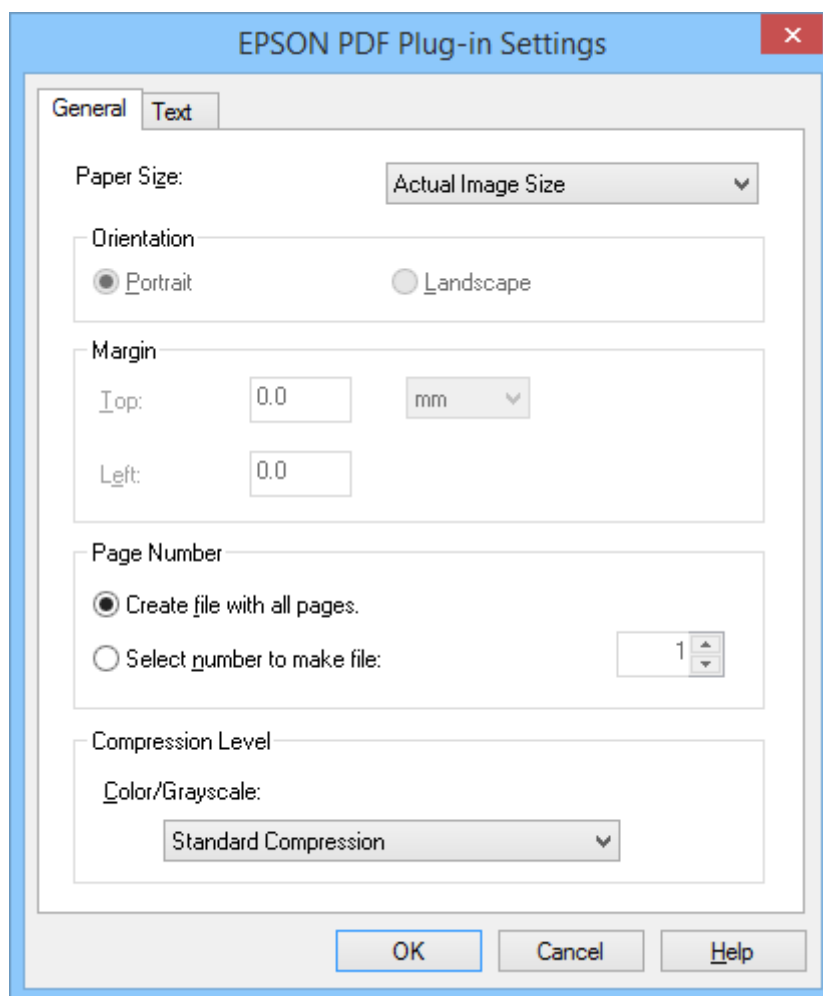 EPSON PDF Plug-in Settings
General Text
Paper Size: Actual Image Size
Orientation
Portrait Landscape
Margin
Top: 0.0 mm
Left: 0.0
Page Number
Create file with all pages.
Select number to make file: 1
Compression Level
Color/Grayscale:
Standard Compression
OK Cancel Help